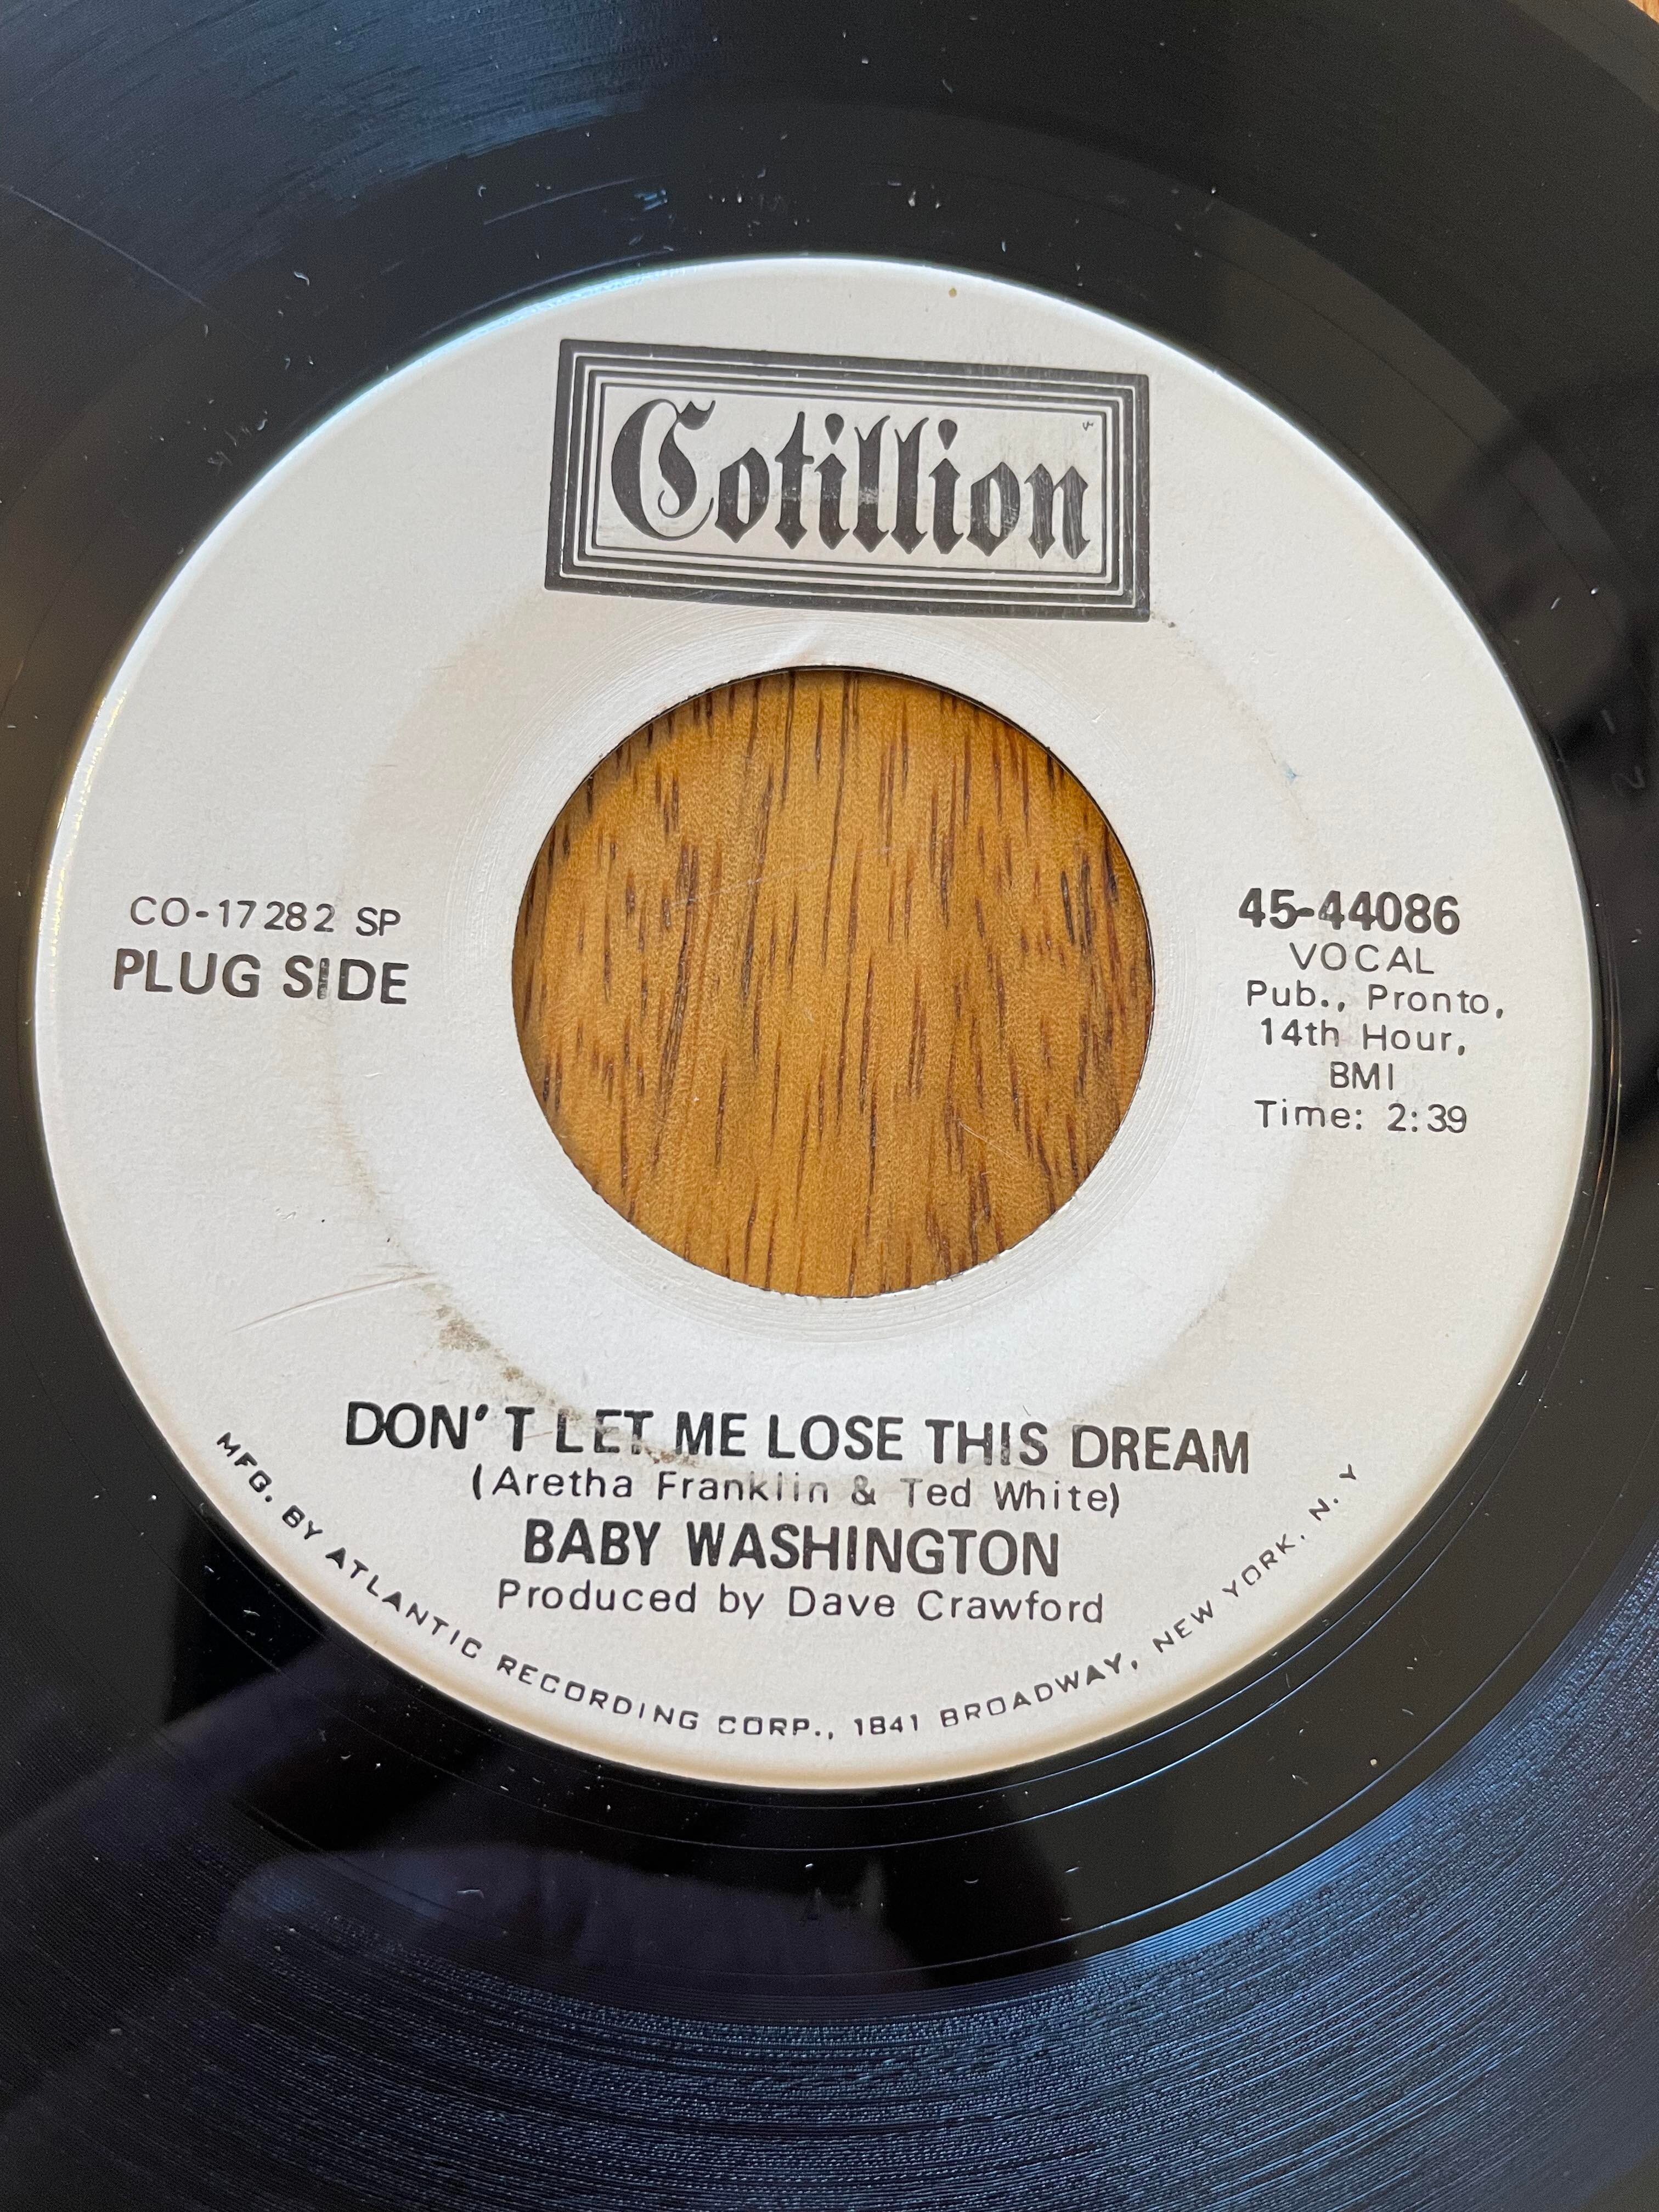 Cotillion
CO-17282 SP
PLUG SIDE
45-44086
VOCAL
Pub., Pronto,
14th Hour,
BMI
Time: 2:39
DON'T LET ME LOSE THIS DREAM
(Aretha Franklin & Ted White)
BABY WASHINGTON
Produced by Dave Crawford
MFG. BY ATLANTIC RECORDING CORP., 1841 BROADWAY, NEW YORK, N. Y